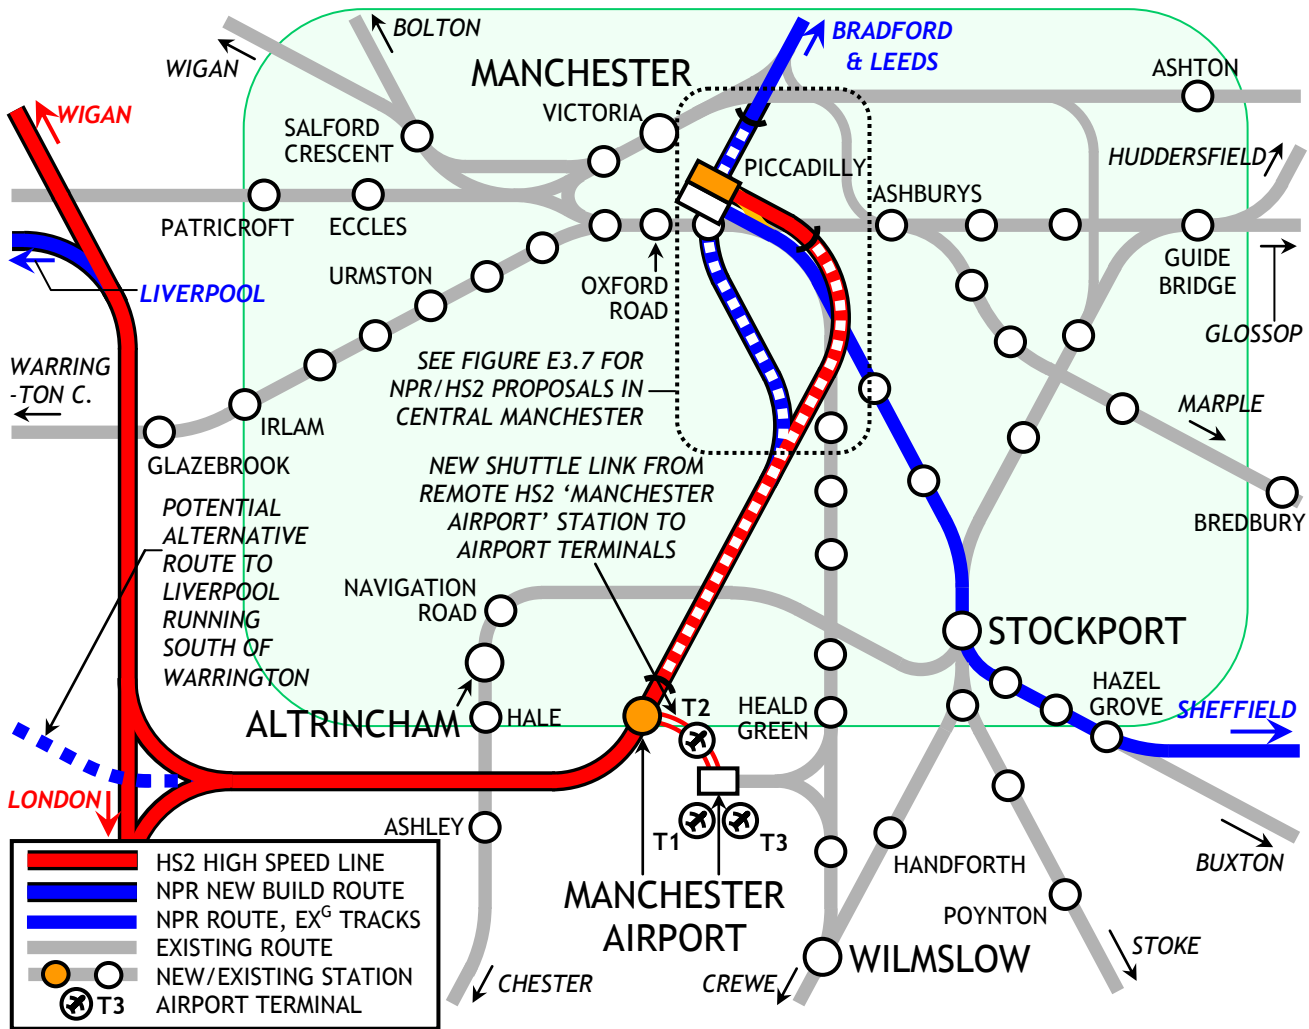 BOLTON
WIGAN
MANCHESTER
VICTORIA
BRADFORD
& LEEDS
ASHTON
WIGAN
SALFORD
CRESCENT
PICCADILLY
HUDDERSFIELD
PATRICROFT
ECCLES
ASHBURYS
URMSTON
OXFORD
ROAD
GUIDE
BRIDGE
LIVERPOOL
GLOSSOP
WARRING
-TON C.
SEE FIGURE E3.7 FOR
NPR/HS2 PROPOSALS IN
CENTRAL MANCHESTER
IRLAM
MARPLE
GLAZEBROOK
NEW SHUTTLE LINK FROM
REMOTE HS2 ‘MANCHESTER
AIRPORT’ STATION TO
AIRPORT TERMINALS
BREDBURY
POTENTIAL
ALTERNATIVE
ROUTE TO
LIVERPOOL
RUNNING
SOUTH OF
WARRINGTON
NAVIGATION
ROAD
STOCKPORT
ALTRINCHAM
HALE
T2
HEALD
GREEN
HAZEL
GROVE
SHEFFIELD
LONDON
ASHLEY
T1
T3
BUXTON
HANDFORTH
MANCHESTER
AIRPORT
POYNTON
STOKE
WILMSLOW
CHESTER
CREWE
HS2 HIGH SPEED LINE
NPR NEW BUILD ROUTE
NPR ROUTE, EXG TRACKS
EXISTING ROUTE
NEW/EXISTING STATION
T3 AIRPORT TERMINAL